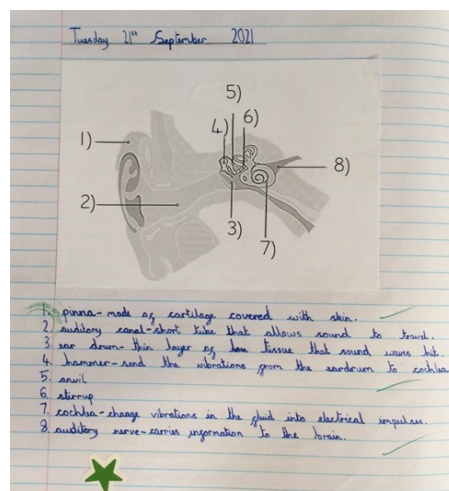 Tuesday 21st September 2021
5)
4)
6)
1)
8)
2)
3)
7)
1. pinna - made of cartilage covered with skin.
2. auditory canal - short tube that allows sound to travel.
3 ear drum - thin layer of tissue that sound waves hit.
4. hammer - send the vibrations from the eardrum to cochlea
5 anvil
6. stirrup
7. cochlea - change vibrations in the fluid into electrical impulses.
8. auditory nerve - carries information to the brain.